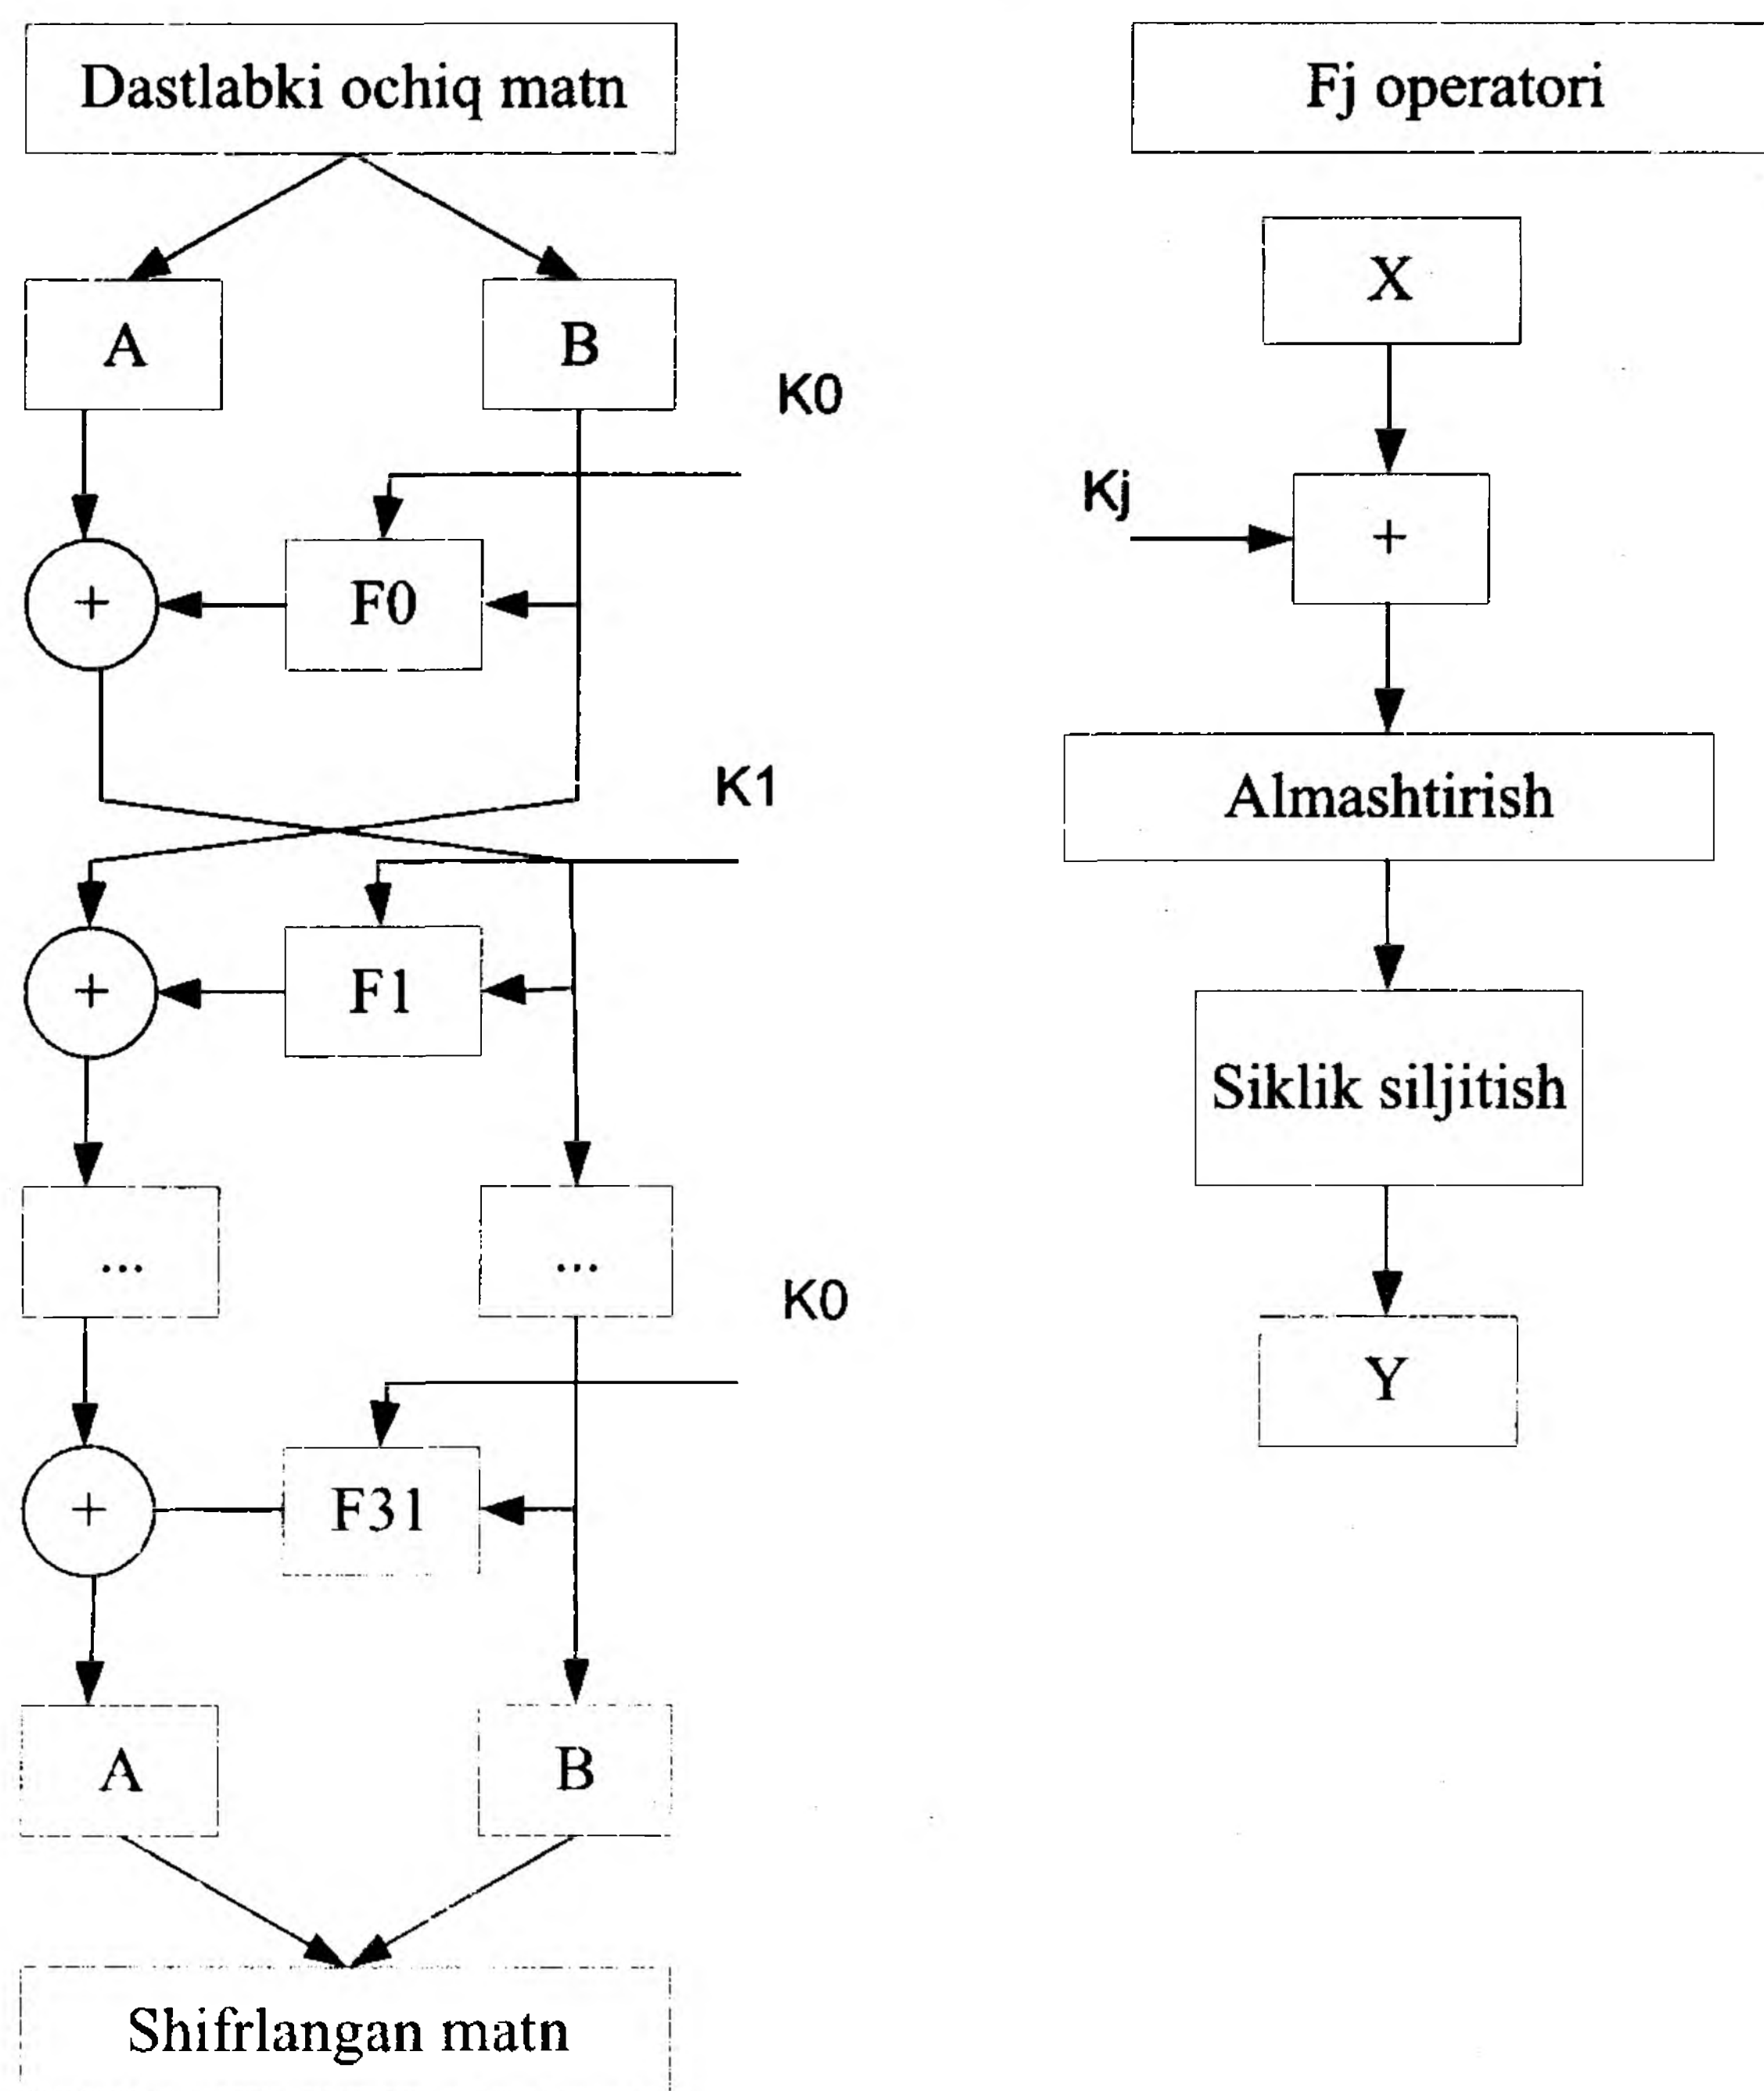 Dastlabki ochiq matn
A
B
K0
+
F0
K1
+
F1
...
...
K0
+
F31
A
B
Shifrlangan matn
Fj operatori
X
Kj
+
Almashtirish
Siklik siljitish
Y